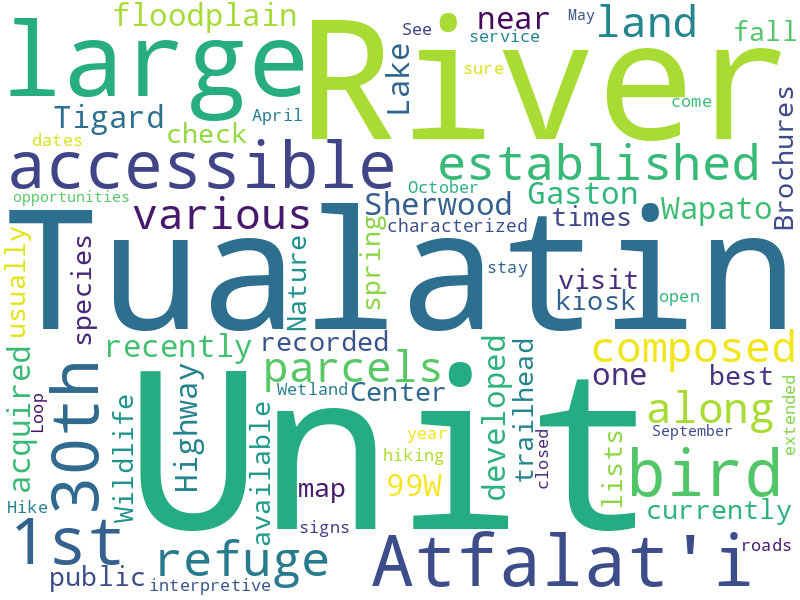 floodplain
large
River
See
near
May
land
service
fall
sure
Lake
come
Tigard
April
check
dates
accessible
established
Brochures
opportunities
October
Gaston
various
Sherwood
Wapato
characterized
times
Tualatin
usually
species
Nature
spring
stay
visit
kiosk
open
recently
recorded
composed
parcels
acquired
30th
Highway
Wetland
Center
one
best
Loop
Wildlife
Unit
available
developed
trailhead
along
extended
year
September
hiking
closed
lists
bird
map
99W
Hike
currently
1st
signs
refuge
Atfalat'i
roads
public
interpretive